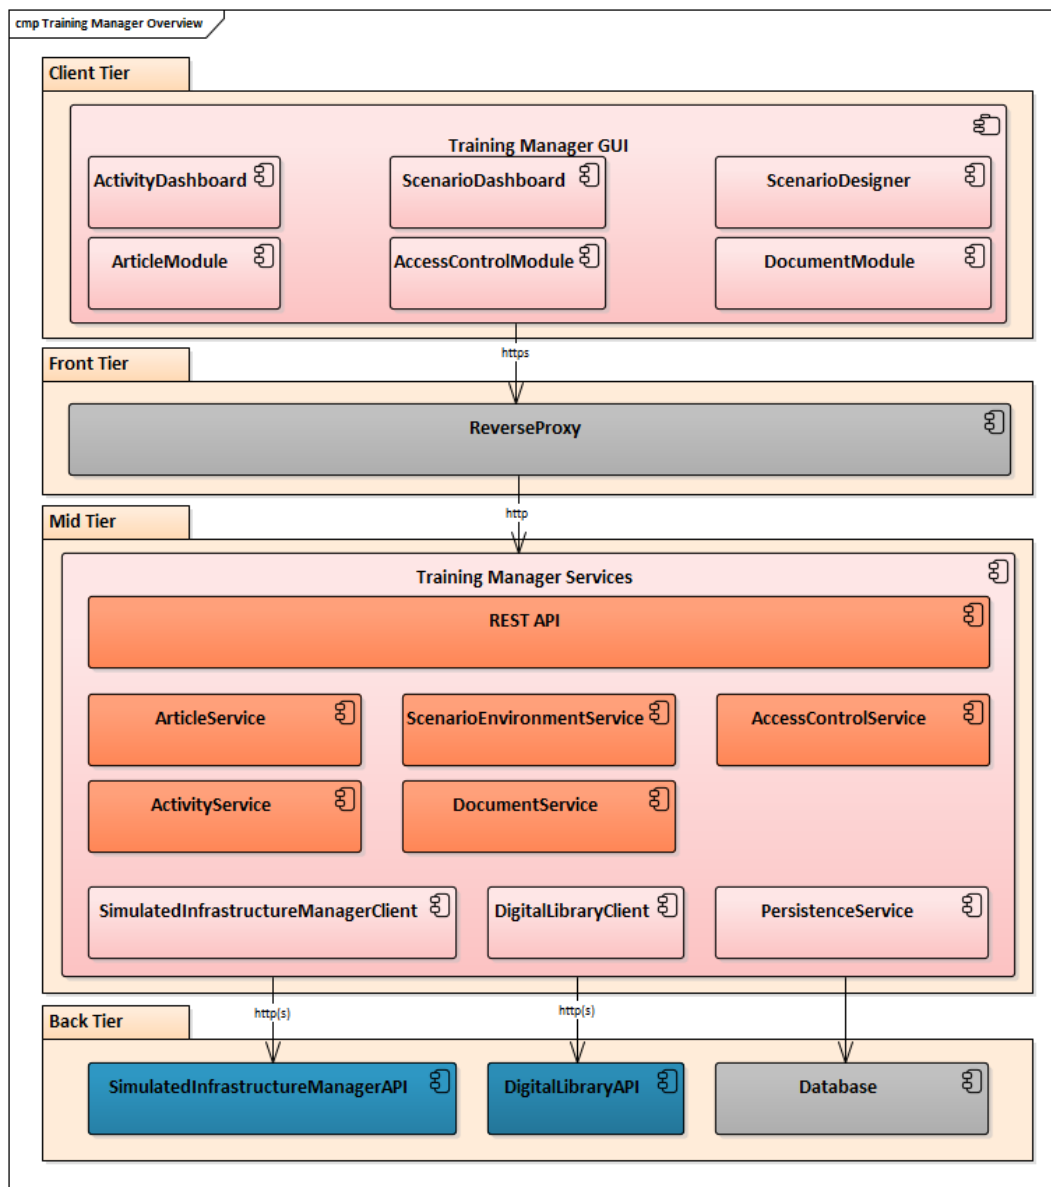 cmp Training Manager Overview
Client Tier
Training Manager GUI
ActivityDashboard
ScenarioDashboard
ScenarioDesigner
ArticleModule
AccessControlModule
DocumentModule
https
Front Tier
ReverseProxy
http
Mid Tier
Training Manager Services
REST API
ArticleService
ScenarioEnvironmentService
AccessControlService
ActivityService
DocumentService
SimulatedInfrastructureManagerClient
DigitalLibraryClient
PersistenceService
http(s)
http(s)
Back Tier
SimulatedInfrastructureManagerAPI
DigitalLibraryAPI
Database